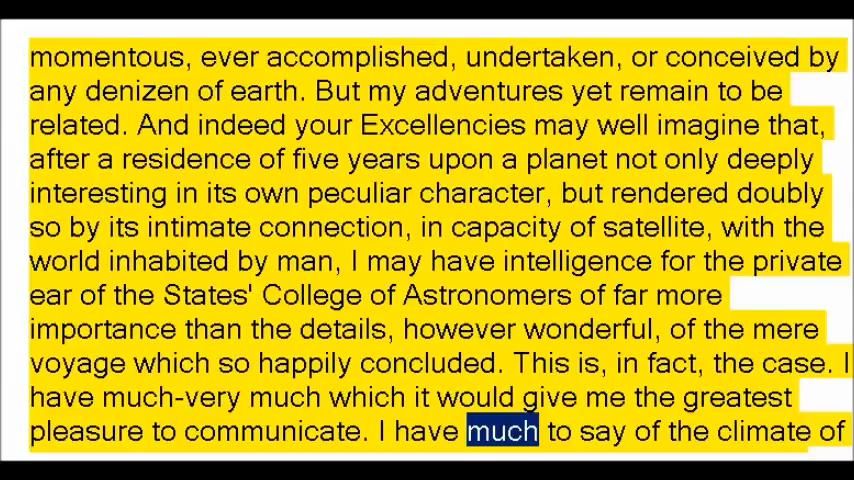 momentous, ever accomplished, undertaken, or conceived by
any denizen of earth. But my adventures yet remain to be
related. And indeed your Excellencies may well imagine that,
after a residence of five years upon a planet not only deeply
interesting in its own peculiar character, but rendered doubly
so by its intimate connection, in capacity of satellite, with the
world inhabited by man, I may have intelligence for the private
ear of the States' College of Astronomers of far more
importance than the details, however wonderful, of the mere
voyage which so happily concluded. This is, in fact, the case. I
have much-very much which it would give me the greatest
pleasure to communicate. I have much to say of the climate of